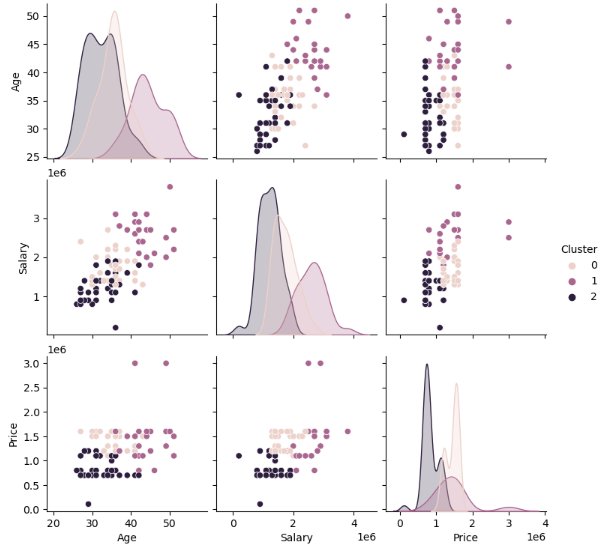 50
45
40
35
30
25
Age
1e6
3
2
1
Salary
1e6
3.0
2.5
2.0
1.5
1.0
0.5
0.0
Price
20 30 40 50
Age
0 2 4
1e6
Salary
0 1 2 3 4
1e6
Price
Cluster
0
1
2